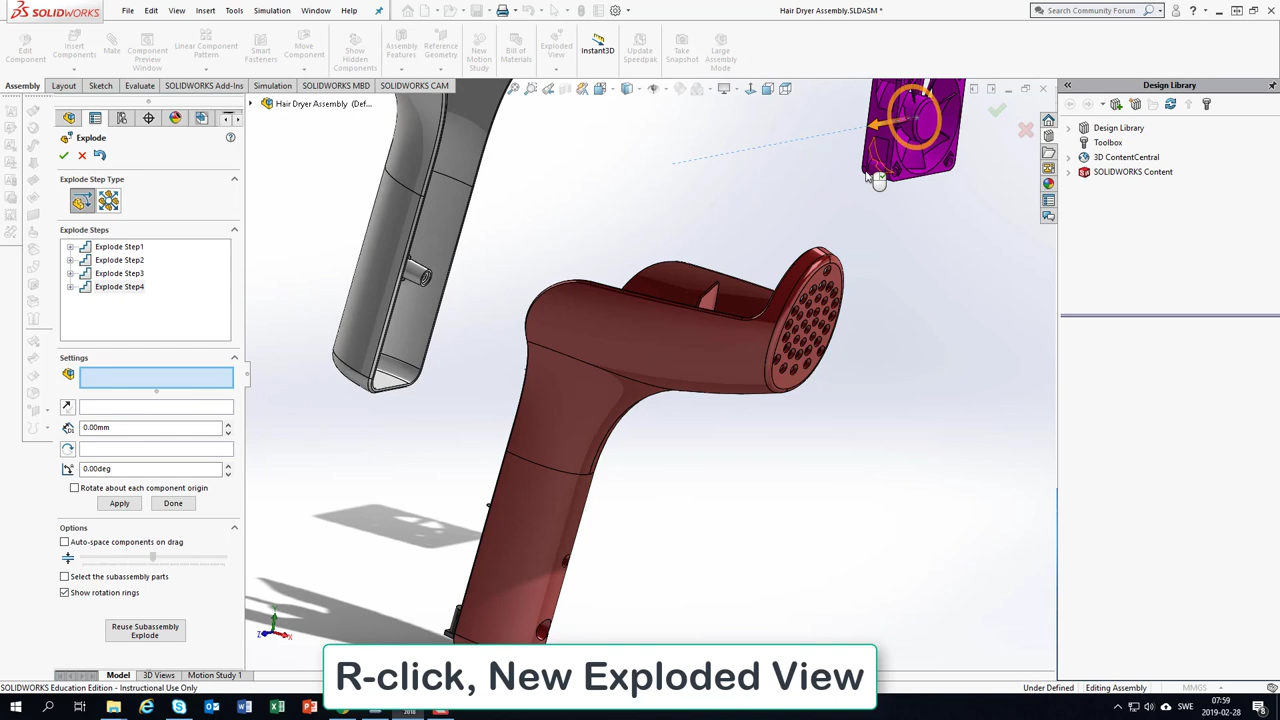 SOLIDWORKS
File Edit View Insert Tools Simulation Window Help
Hair Dryer Assembly.SLDASM *
Search Community Forum
Edit Component
Insert Components
Mate
Component Preview Window
Linear Component Pattern
Smart Fasteners
Move Component
Show Hidden Components
Assembly Features
Reference Geometry
New Motion Study
Bill of Materials
Exploded View
Instant3D
Update Speedpak
Take Snapshot
Large Assembly Mode
Assembly Layout Sketch Evaluate SOLIDWORKS Add-Ins Simulation SOLIDWORKS MBD SOLIDWORKS CAM
Design Library
Hair Dryer Assembly (Def...
Design Library
Toolbox
3D ContentCentral
SOLIDWORKS Content
Explode
Explode Step Type
Explode Steps
Explode Step1
Explode Step2
Explode Step3
Explode Step4
Settings
0.00mm
0.00deg
Rotate about each component origin
Apply Done
Options
Auto-space components on drag
Select the subassembly parts
Show rotation rings
Reuse Subassembly
Explode
Y
Z X
Model 3D Views Motion Study 1
R-click, New Exploded View
SOLIDWORKS Education Edition - Instructional Use Only
Under Defined Editing Assembly MMGS
2018
SWE
07:59
2019-02-28